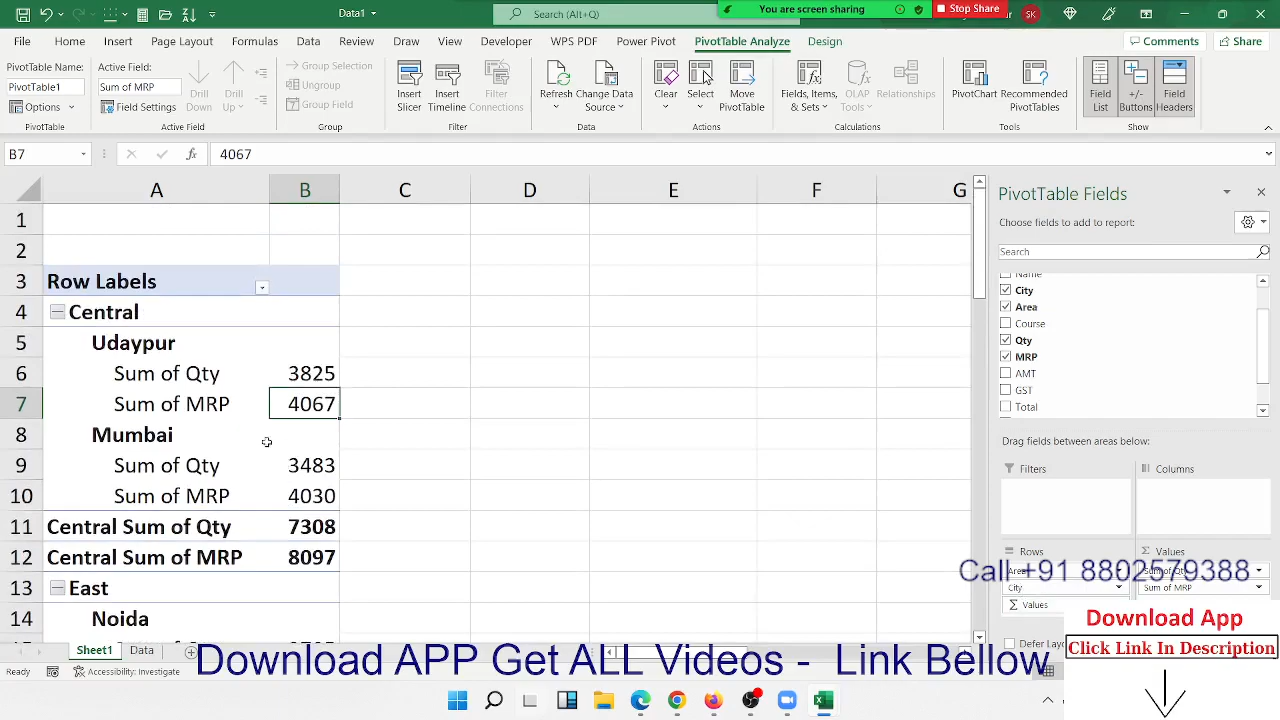 Data1
Search (Alt+Q)
You are screen sharing
Stop Share
SK
File Home Insert Page Layout Formulas Data Review Draw View Developer WPS PDF Power Pivot PivotTable Analyze Design
Comments
Share
PivotTable Name:
PivotTable1
Options
PivotTable
Active Field:
Sum of MRP
Field Settings
Drill Down
Drill Up
Active Field
Group Selection
Ungroup
Group Field
Group
Insert Slicer
Insert Timeline
Filter Connections
Filter
Refresh
Change Data Source
Data
Clear
Select
Move PivotTable
Actions
Fields, Items, & Sets
OLAP Tools
Relationships
Calculations
PivotChart
Recommended PivotTables
Tools
Field List
+/- Buttons
Field Headers
Show
B7
fx
4067
A B C D E F G
1
2
3 Row Labels
4 Central
5 Udaypur
6 Sum of Qty 3825
7 Sum of MRP 4067
8 Mumbai
9 Sum of Qty 3483
10 Sum of MRP 4030
11 Central Sum of Qty 7308
12 Central Sum of MRP 8097
13 East
14 Noida
PivotTable Fields
Choose fields to add to report:
Search
Name
City
Area
Course
Qty
MRP
AMT
GST
Total
Drag fields between areas below:
Filters
Columns
Rows
Values
Area
Sum of Qty
City
Sum of MRP
Values
Defer Layo
Call +91 8802579388
Download App
Click Link In Description
Sheet1 Data
Ready
Accessibility: Investigate
Download APP Get ALL Videos - Link Bellow